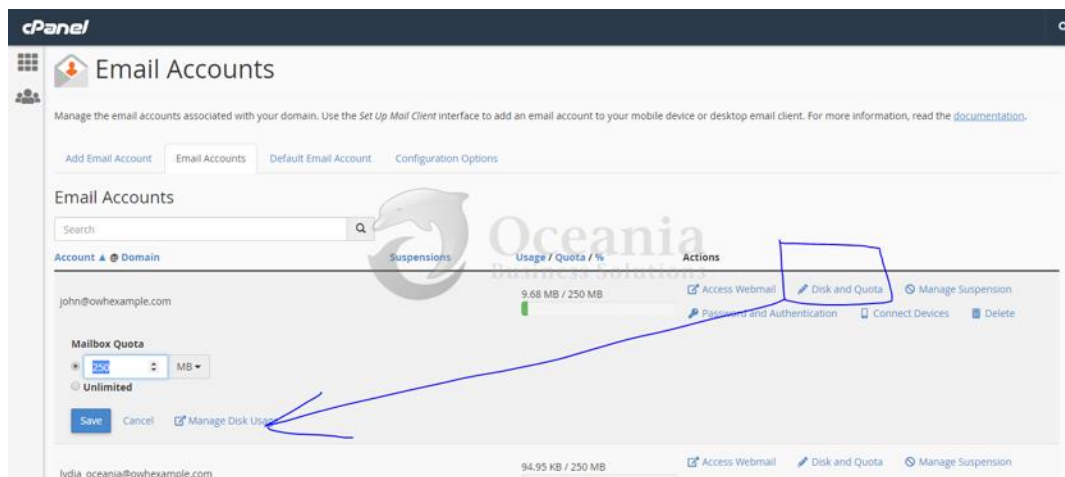 cPanel
Email Accounts
Manage the email accounts associated with your domain. Use the Set Up Mail Client interface to add an email account to your mobile device or desktop email client. For more information, read the documentation.
Add Email Account Email Accounts Default Email Account Configuration Options
Email Accounts
Search
Oceania
Business Solutions
Account ▲ @ Domain Suspensions Usage / Quota / % Actions
john@owhexample.com 9.68 MB / 250 MB Access Webmail Disk and Quota Manage Suspension
Password and Authentication Connect Devices Delete
Mailbox Quota
250 MB
Unlimited
Save Cancel Manage Disk Usage
lydia_oceania@owhexample.com 94.95 KB / 250 MB Access Webmail Disk and Quota Manage Suspension